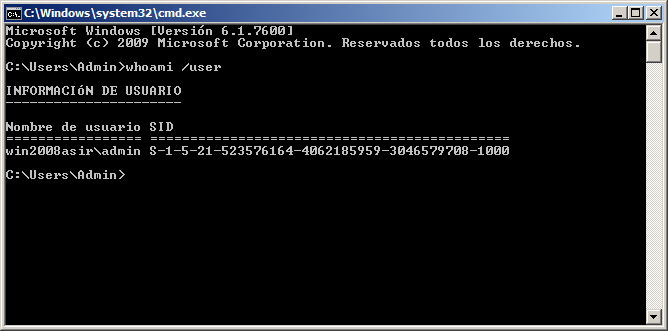 C:\Windows\system32\cmd.exe
Microsoft Windows [Versión 6.1.7600]
Copyright (c) 2009 Microsoft Corporation. Reservados todos los derechos.
C:\Users\Admin>whoami /user
INFORMACIóN DE USUARIO
----------------------
Nombre de usuario SID
================= ==============================================
win2008asir\admin S-1-5-21-523576164-4062185959-3046579708-1000
C:\Users\Admin>